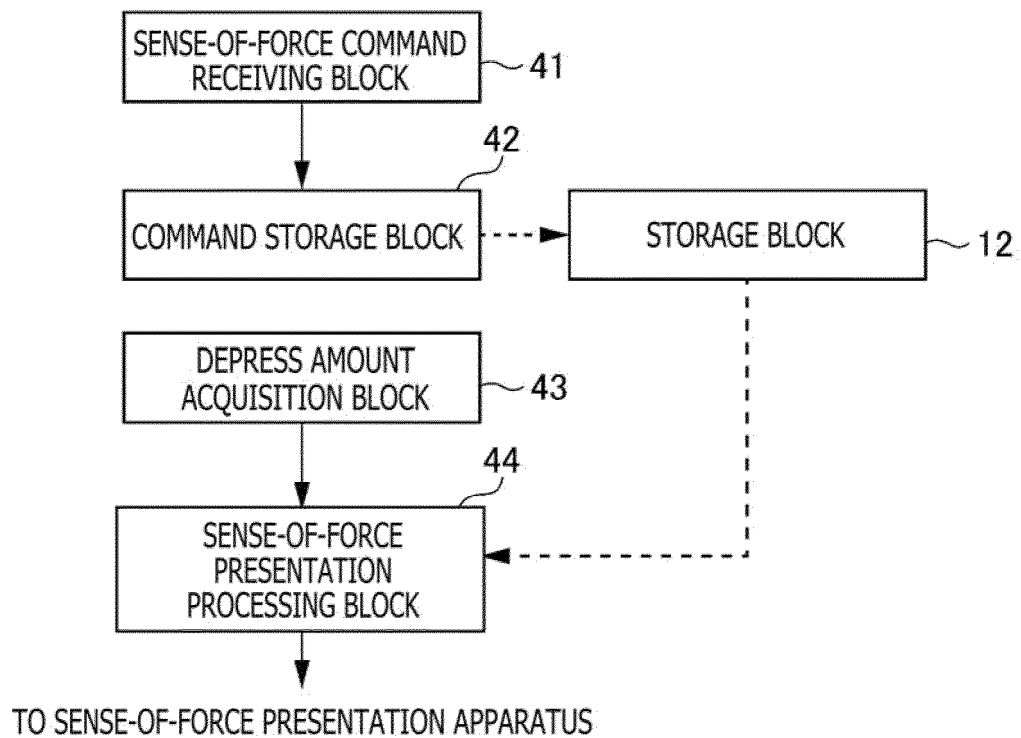 SENSE-OF-FORCE COMMAND
RECEIVING BLOCK
41
42
COMMAND STORAGE BLOCK
STORAGE BLOCK
12
DEPRESS AMOUNT
ACQUISITION BLOCK
43
44
SENSE-OF-FORCE
PRESENTATION
PROCESSING BLOCK
TO SENSE-OF-FORCE PRESENTATION APPARATUS